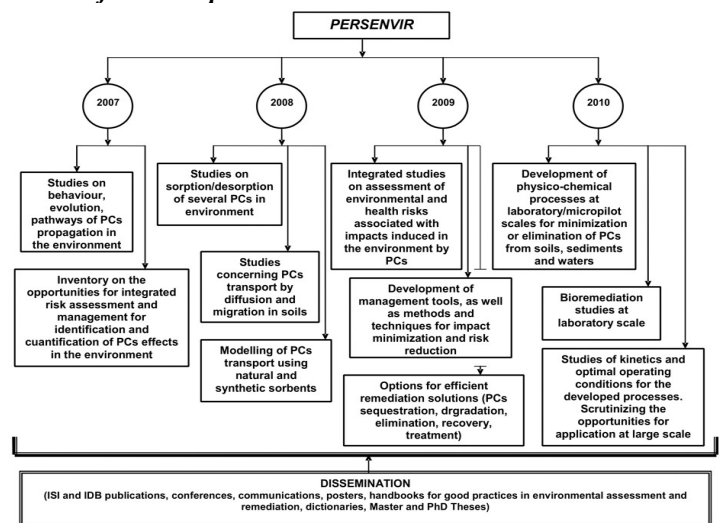 PERSENVIR
2007
2008
2009
2010
Studies on
behaviour,
evolution,
pathways of PCs
propagation in
the environment
Inventory on the
opportunities for integrated
risk assessment and
management for
identification and
cuantification of PCs effects
in the environment
Studies on
sorption/desorption
of several PCs in
environment
Studies
concerning PCs
transport by
diffusion and
migration in soils
Modelling of PCs
transport using
natural and
synthetic sorbents
Integrated studies
on assessment of
environmental and
health risks
associated with
impacts induced in
the environment by
PCs
Development of
management tools, as
well as methods and
techniques for impact
minimization and risk
reduction
Options for efficient
remediation solutions (PCs
sequestration, drgradation,
elimination, recovery,
treatment)
Development of
physico-chemical
processes at
laboratory/micropilot
scales for minimization
or elimination of PCs
from soils, sediments
and waters
Bioremediation
studies at
laboratory scale
Studies of kinetics and
optimal operating
conditions for the
developed processes.
Scrutinizing the
opportunities for
application at large scale
DISSEMINATION
(ISI and IDB publications, conferences, communications, posters, handbooks for good practices in environmental assessment and
remediation, dictionaries, Master and PhD Theses)